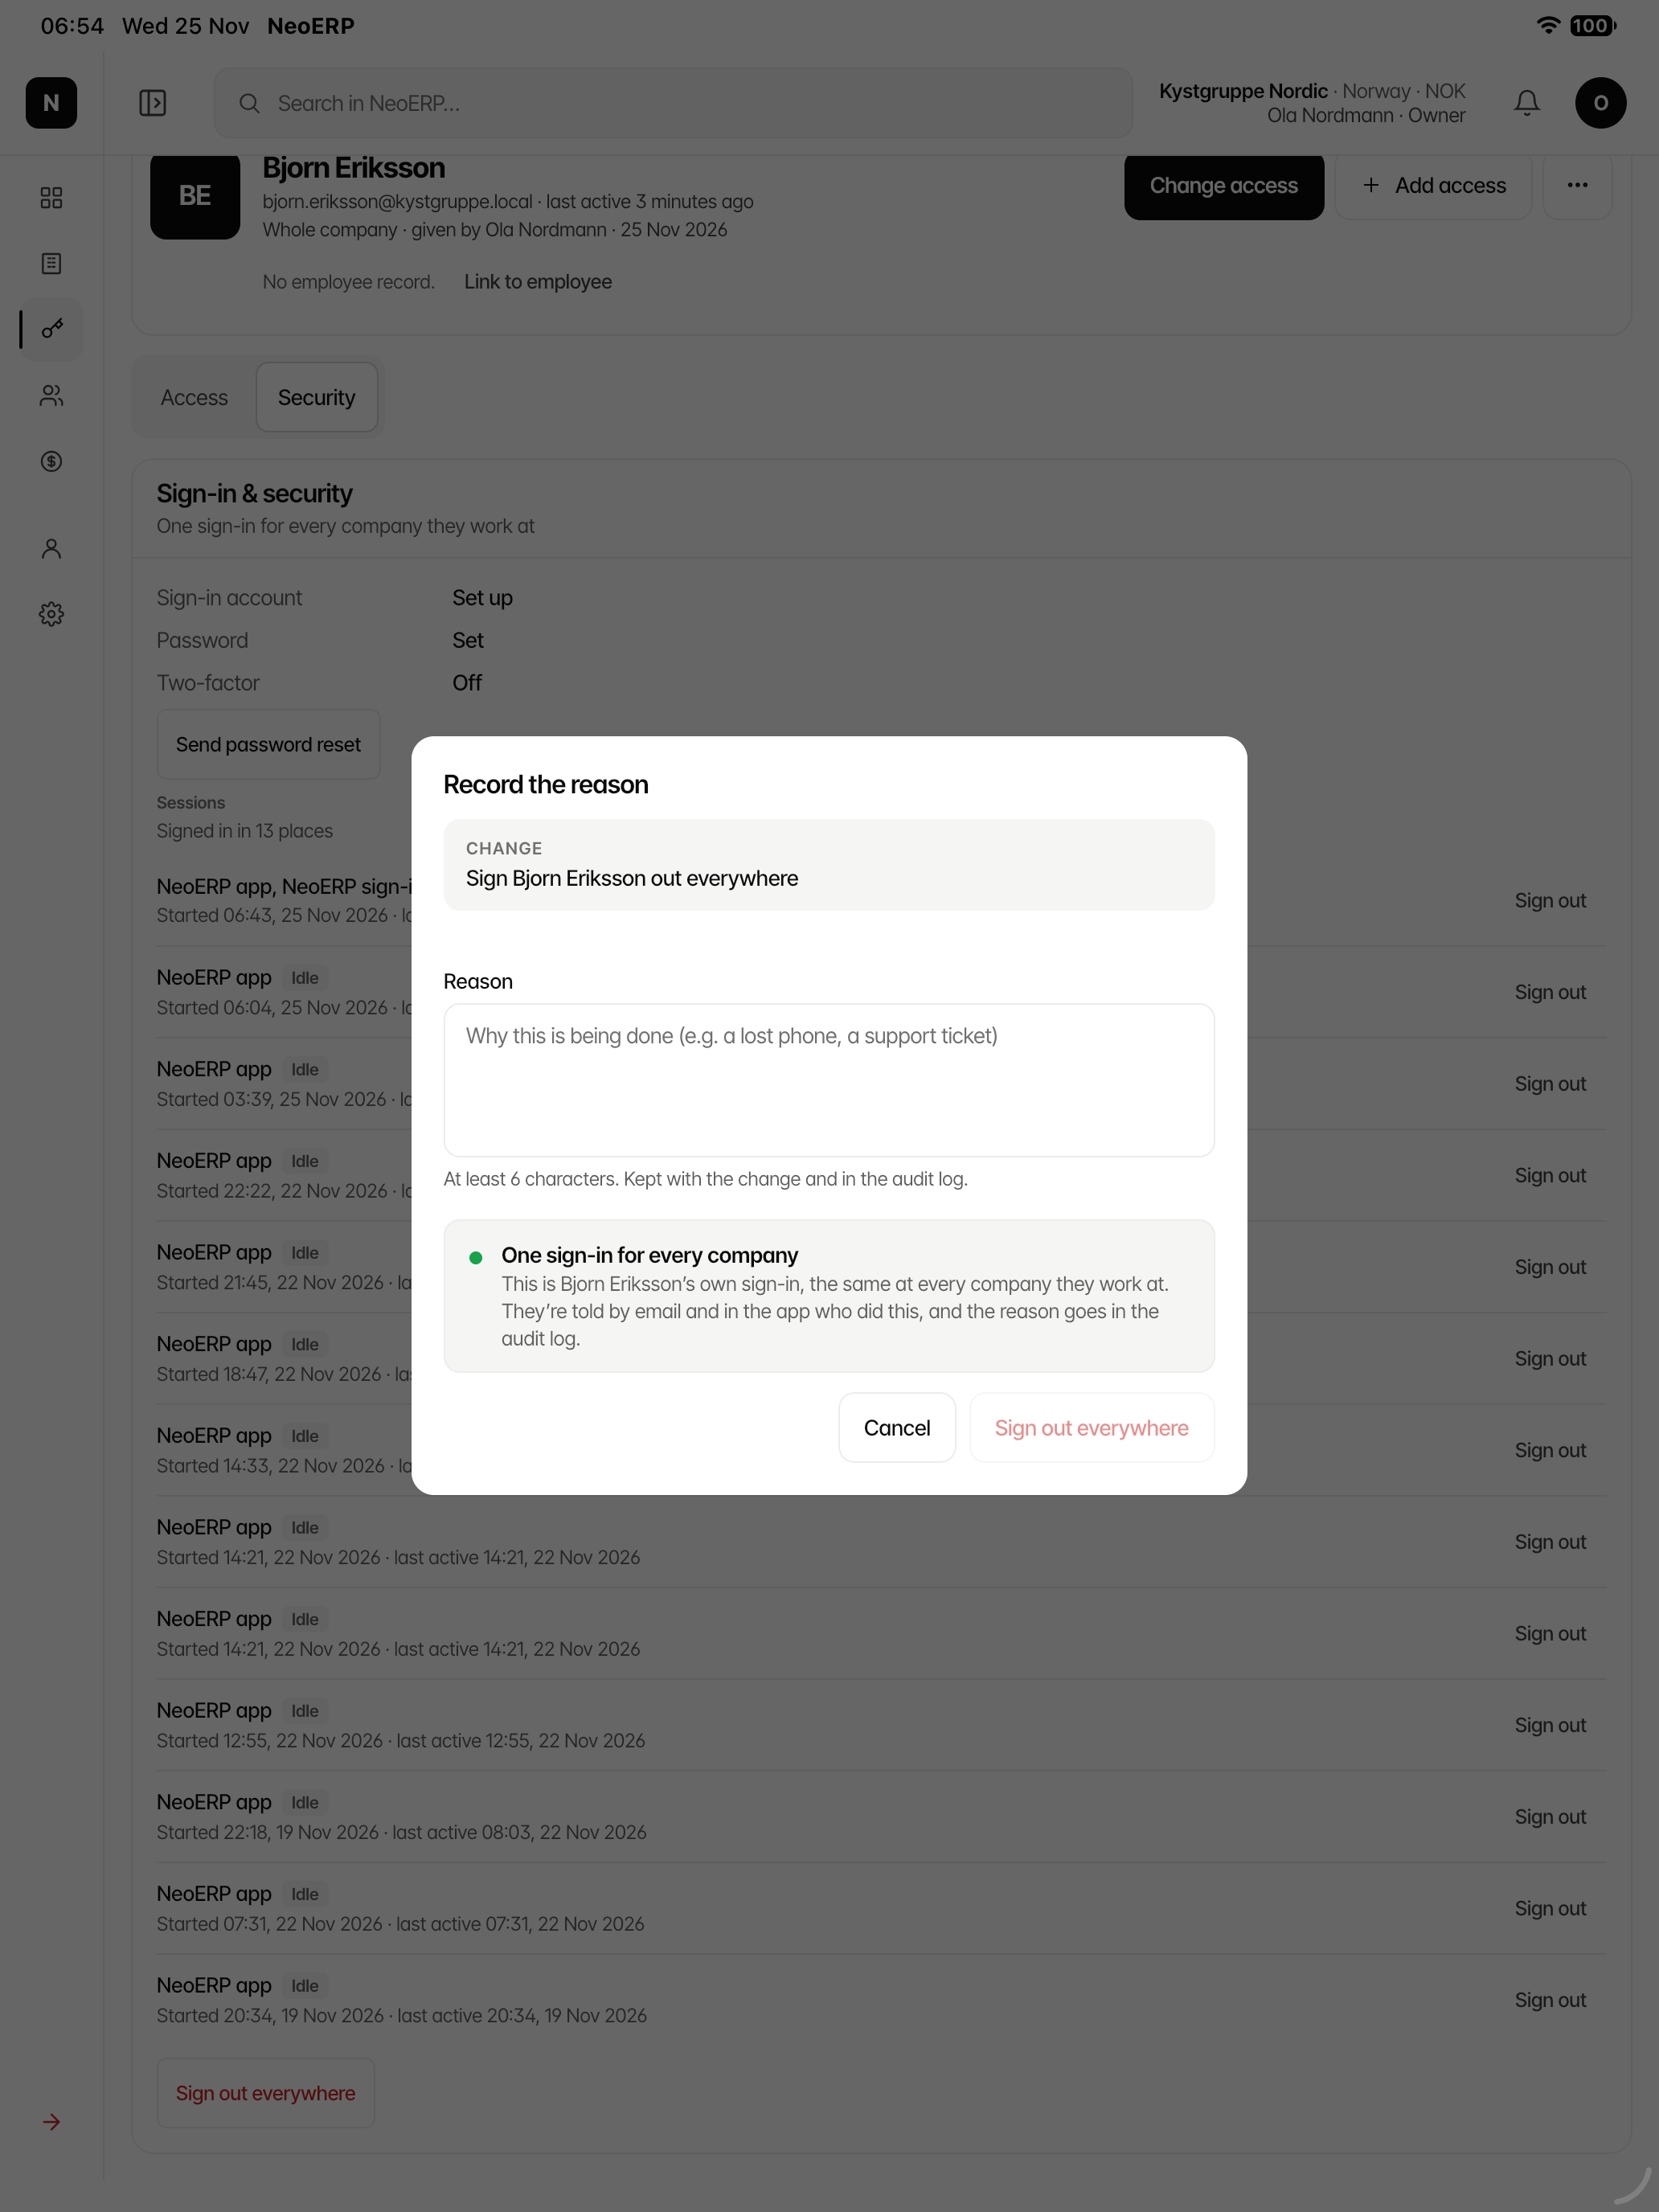 06:54 Wed 25 Nov NeoERP
100
N
Search in NeoERP...
Kystgruppe Nordic · Norway · NOK
Ola Nordmann · Owner
O
BE
Bjorn Eriksson
bjorn.eriksson@kystgruppe.local · last active 3 minutes ago
Whole company · given by Ola Nordmann · 25 Nov 2026
No employee record. Link to employee
Change access
+ Add access
Access
Security
Sign-in & security
One sign-in for every company they work at
Sign-in account Set up
Password Set
Two-factor Off
Send password reset
Sessions
Signed in in 13 places
NeoERP app, NeoERP
Started 06:43, 25 Nov 2026 ·
Sign out
NeoERP app Idle
Started 06:04, 25 Nov 2026 ·
Sign out
NeoERP app Idle
Started 03:39, 25 Nov 2026 ·
Sign out
NeoERP app Idle
Started 22:22, 22 Nov 2026 ·
Sign out
NeoERP app Idle
Started 21:45, 22 Nov 2026 ·
Sign out
NeoERP app Idle
Started 18:47, 22 Nov 2026 ·
Sign out
NeoERP app Idle
Started 14:33, 22 Nov 2026 ·
Sign out
NeoERP app Idle
Started 14:21, 22 Nov 2026 · last active 14:21, 22 Nov 2026
Sign out
NeoERP app Idle
Started 14:21, 22 Nov 2026 · last active 14:21, 22 Nov 2026
Sign out
NeoERP app Idle
Started 12:55, 22 Nov 2026 · last active 12:55, 22 Nov 2026
Sign out
NeoERP app Idle
Started 22:18, 19 Nov 2026 · last active 08:03, 22 Nov 2026
Sign out
NeoERP app Idle
Started 07:31, 22 Nov 2026 · last active 07:31, 22 Nov 2026
Sign out
NeoERP app Idle
Started 20:34, 19 Nov 2026 · last active 20:34, 19 Nov 2026
Sign out
Sign out everywhere
Record the reason
CHANGE
Sign Bjorn Eriksson out everywhere
Reason
Why this is being done (e.g. a lost phone, a support ticket)
At least 6 characters. Kept with the change and in the audit log.
One sign-in for every company
This is Bjorn Eriksson’s own sign-in, the same at every company they work at.
They’re told by email and in the app who did this, and the reason goes in the
audit log.
Cancel
Sign out everywhere